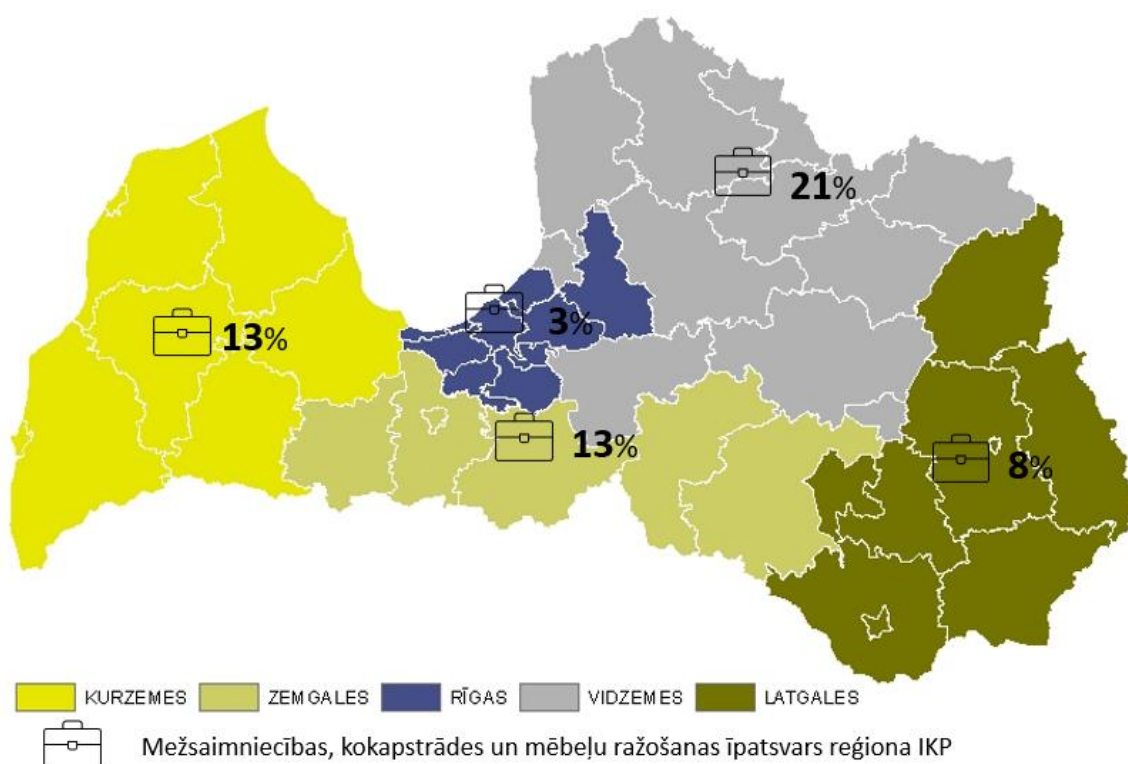 21%
3%
13%
13%
8%
KURZEMES ZEMGALES RĪGAS VIDZEMES LATGALES
Mežsaimniecības, kokapstrādes un mēbeļu ražošanas īpatsvars reģiona IKP